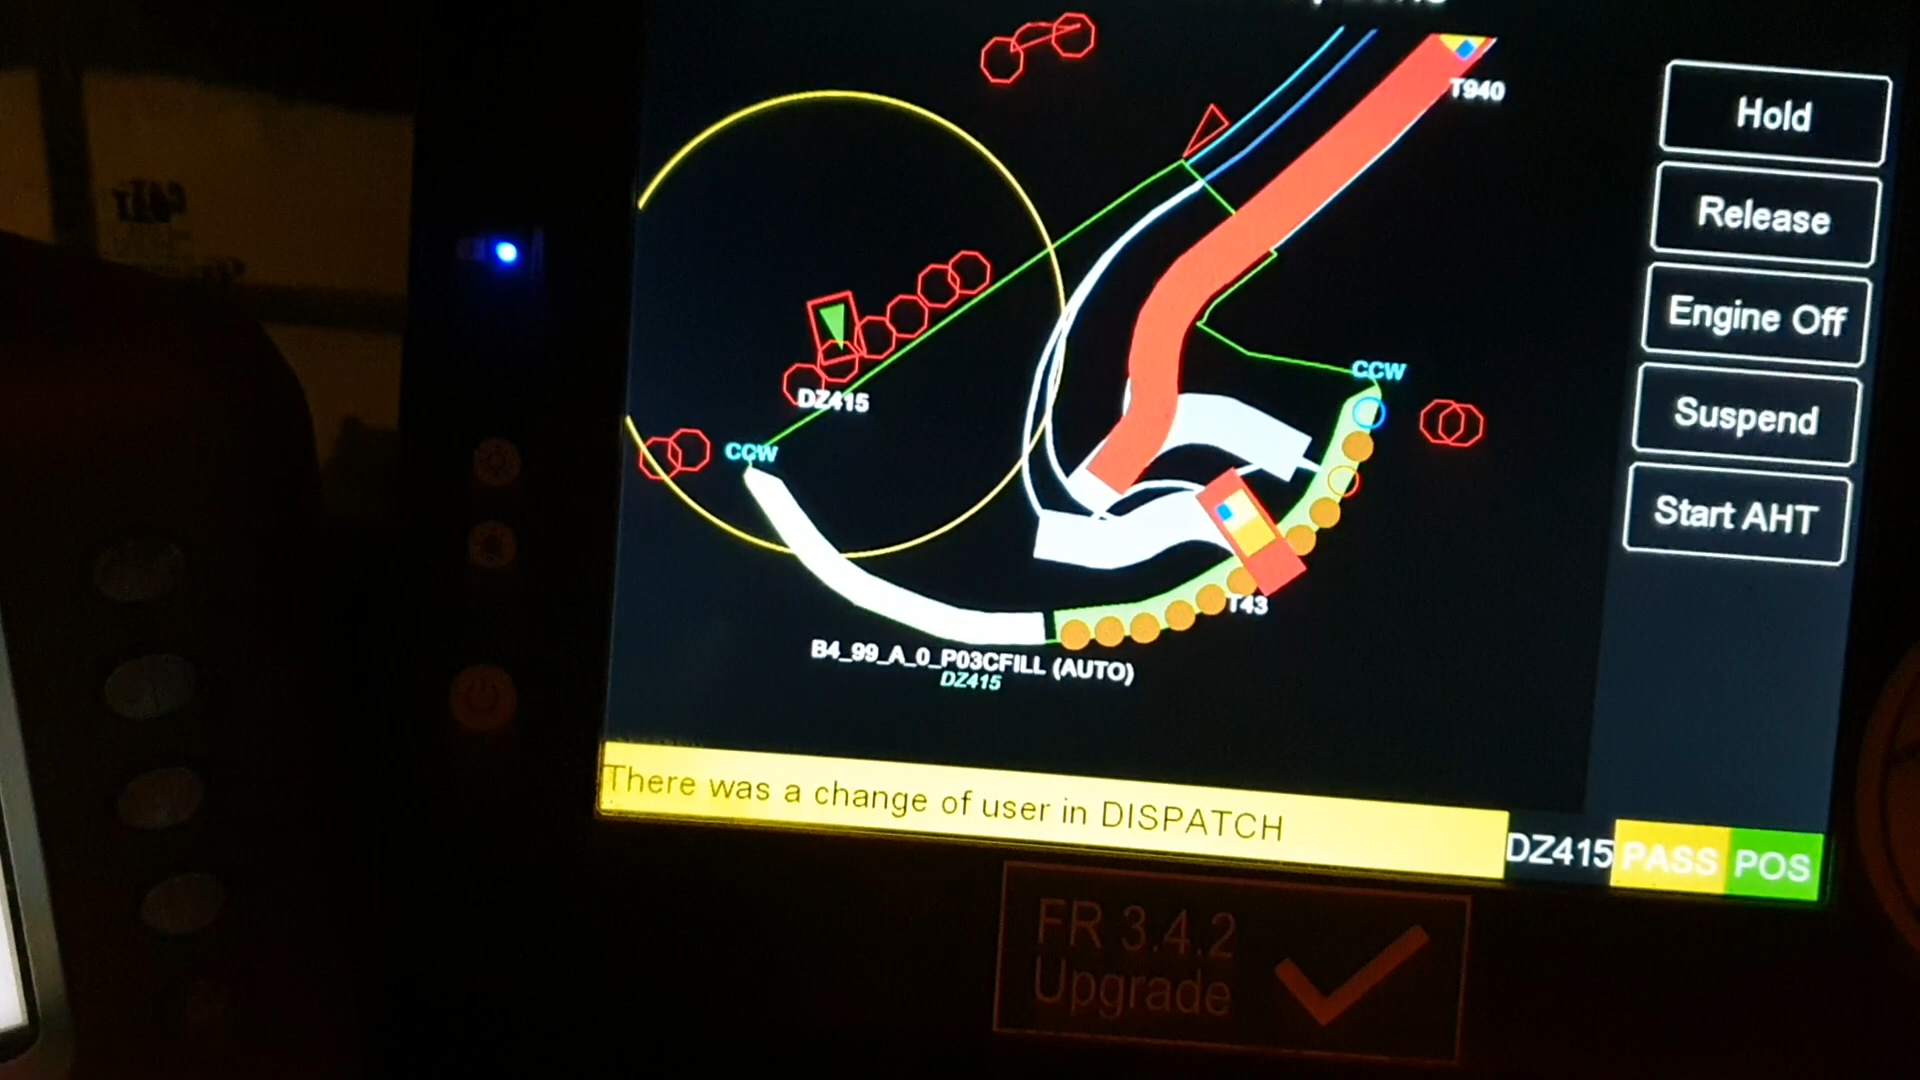 T940
Hold
Release
Engine Off
Suspend
Start AHT
CCW
DZ415
CCW
T43
B4_99_A_0_P03CFILL (AUTO)
DZ415
There was a change of user in DISPATCH
DZ415 PASS POS
FR 3.4.2
Upgrade